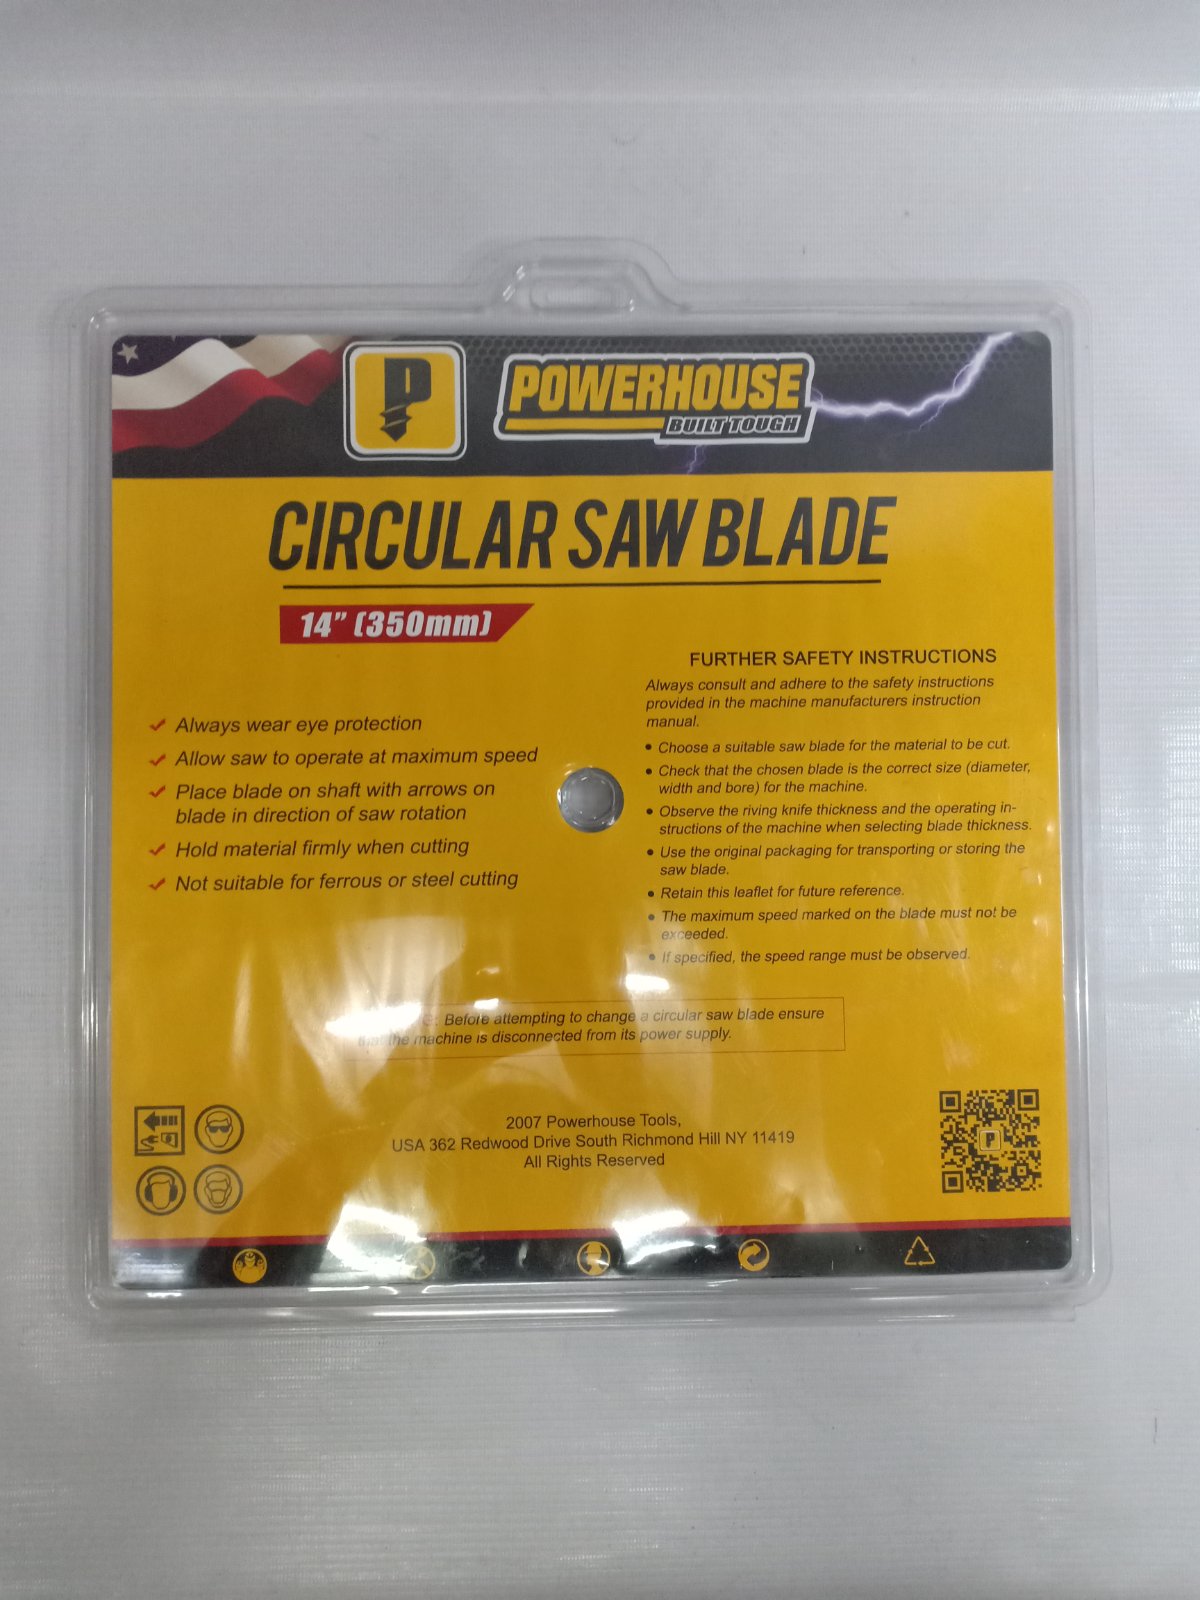 P
POWERHOUSE
BUILT TOUGH
CIRCULAR SAW BLADE
14” (350mm)
Always wear eye protection
Allow saw to operate at maximum speed
Place blade on shaft with arrows on
blade in direction of saw rotation
Hold material firmly when cutting
Not suitable for ferrous or steel cutting
FURTHER SAFETY INSTRUCTIONS
Always consult and adhere to the safety instructions
provided in the machine manufacturers instruction
manual.
• Choose a suitable saw blade for the material to be cut.
• Check that the chosen blade is the correct size (diameter,
width and bore) for the machine.
• Observe the riving knife thickness and the operating in-
structions of the machine when selecting blade thickness.
• Use the original packaging for transporting or storing the
saw blade.
• Retain this leaflet for future reference.
• The maximum speed marked on the blade must not be
exceeded.
• If specified, the speed range must be observed.
Before attempting to change a circular saw blade ensure
that the machine is disconnected from its power supply.
2007 Powerhouse Tools,
USA 362 Redwood Drive South Richmond Hill NY 11419
All Rights Reserved
P